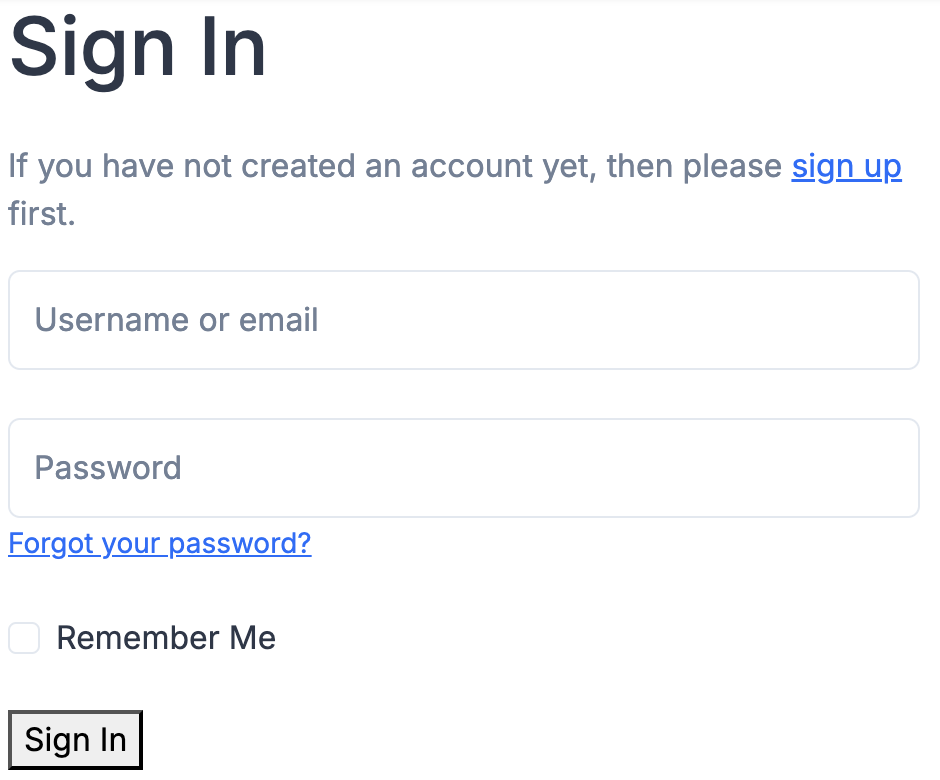 Sign In
If you have not created an account yet, then please sign up
first.
Username or email
Password
Forgot your password?
Remember Me
Sign In